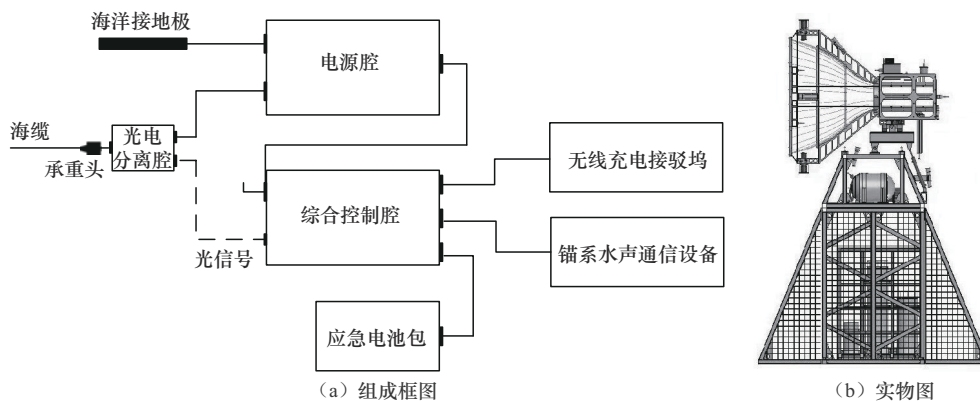 海洋接地极
电源腔
海缆
承重头
光电
分离腔
光信号
综合控制腔
无线充电接驳坞
锚系水声通信设备
应急电池包
（a）组成框图
（b）实物图